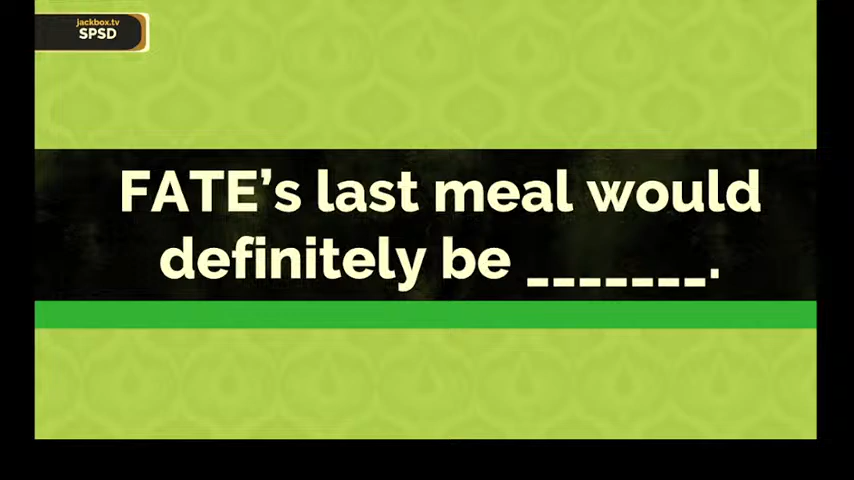 jackbox.tv
SPSD
FATE’s last meal would
definitely be _______.